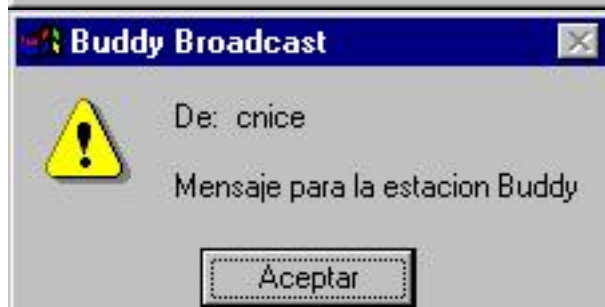 Buddy Broadcast
De: cnice
Mensaje para la estacion Buddy
Aceptar